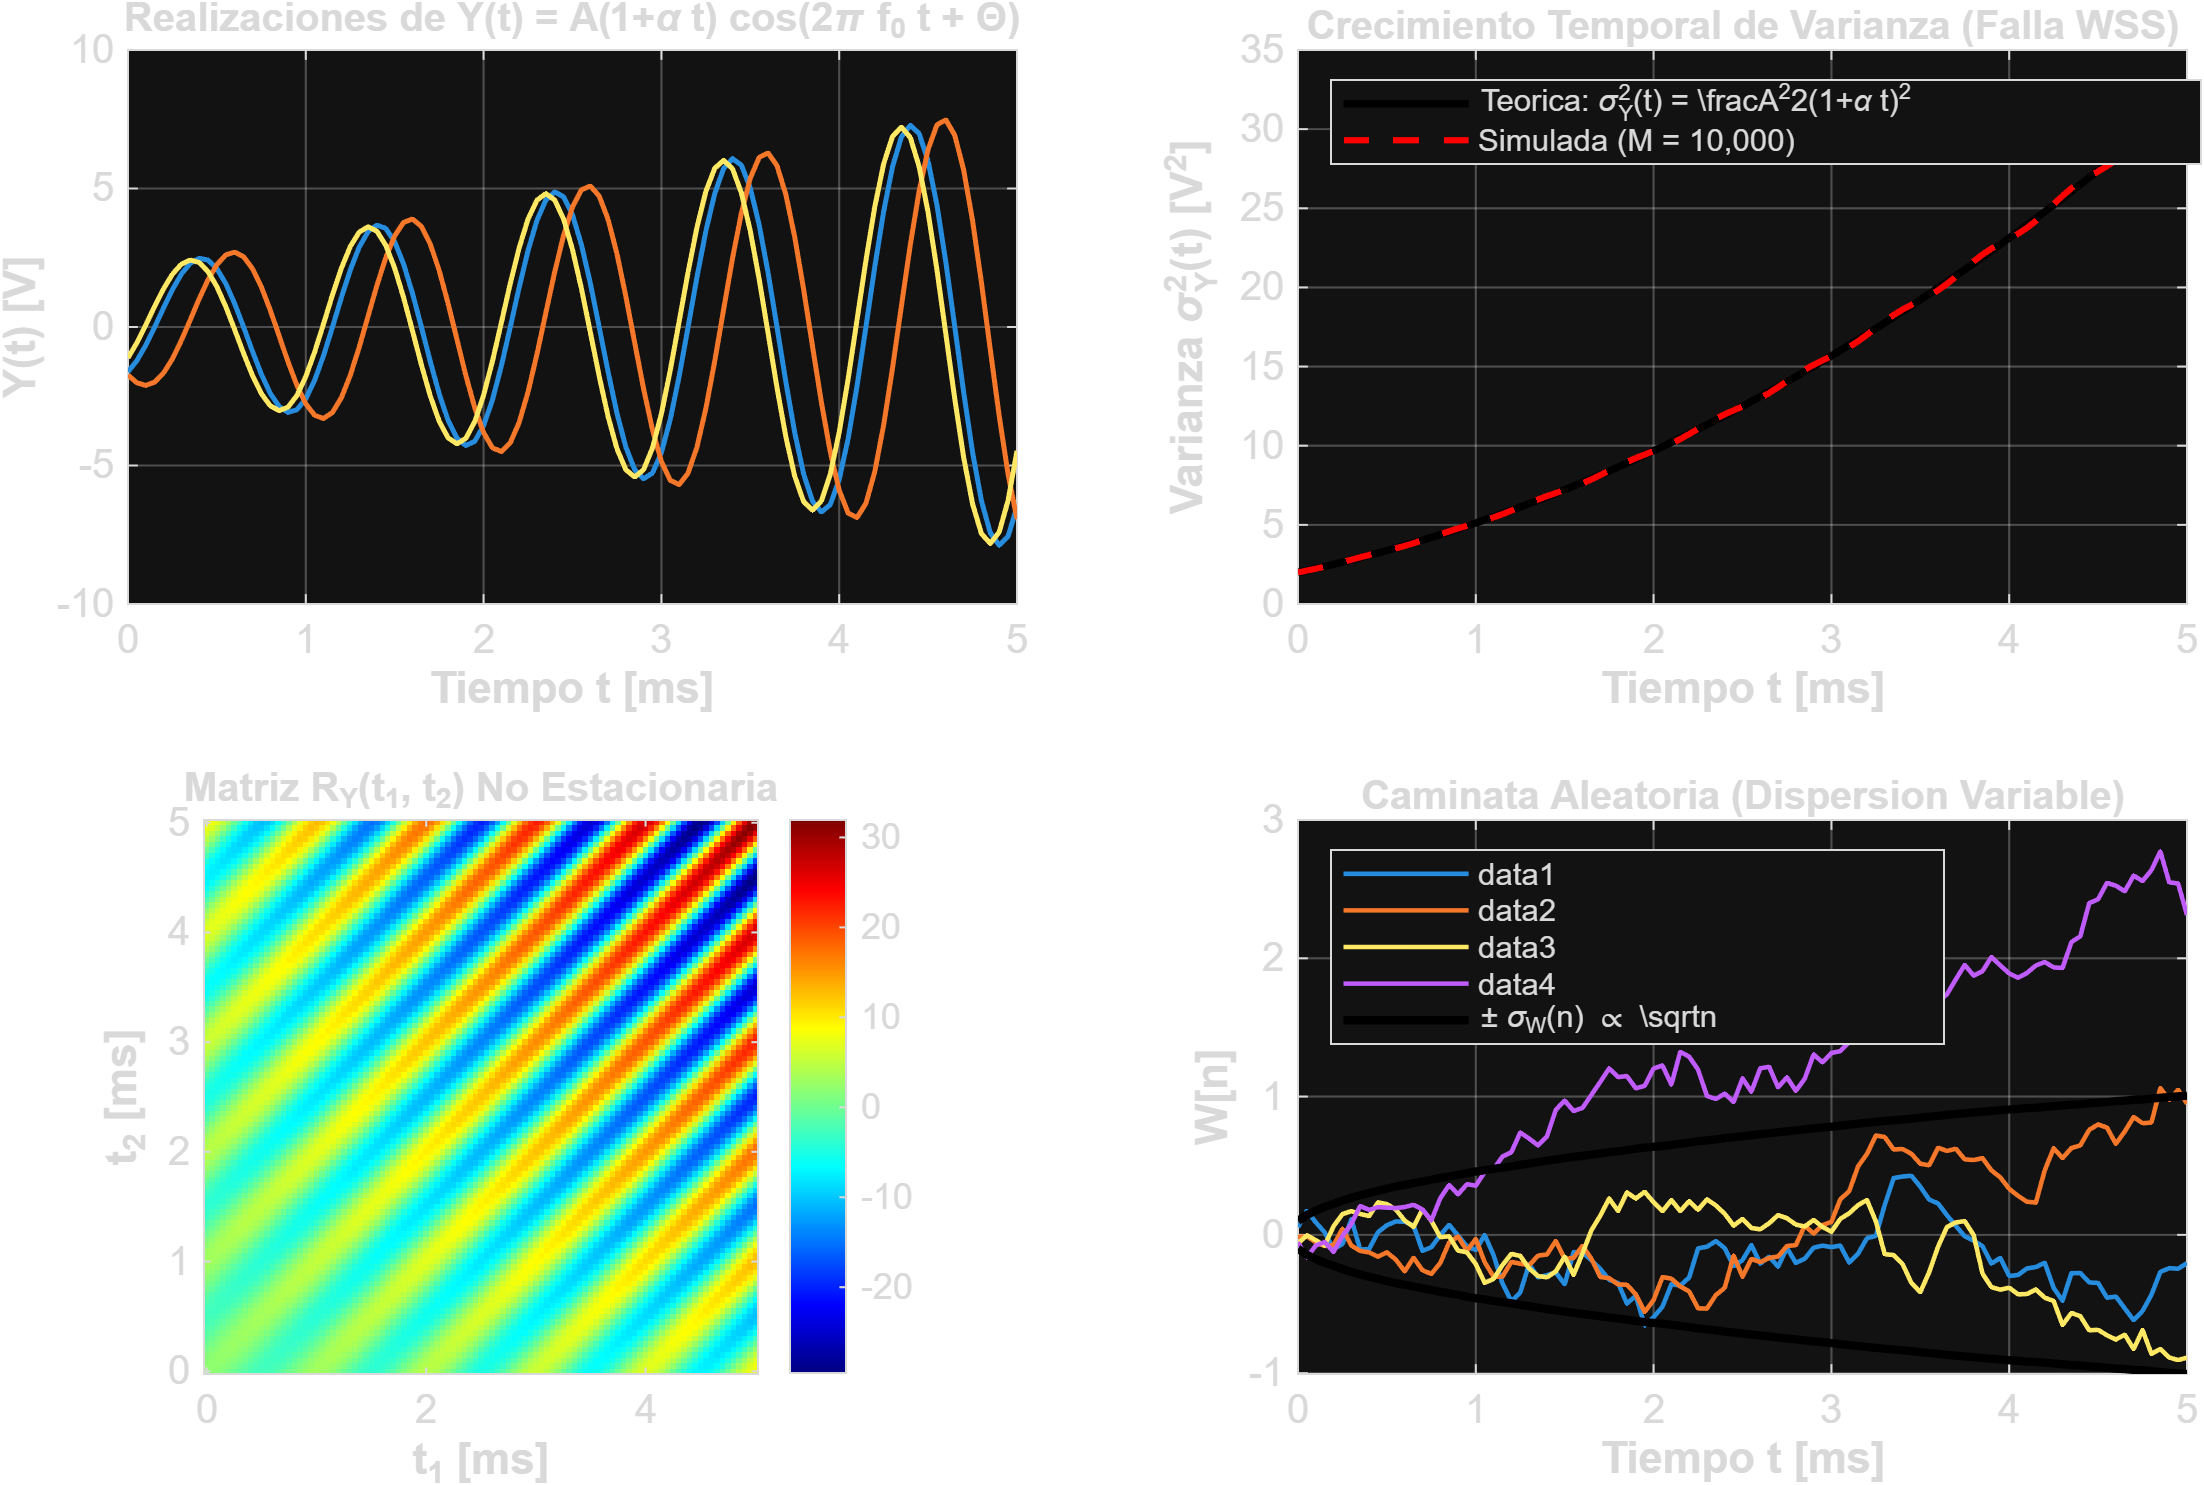 Realizaciones de Y(t) = A(1+α t) cos(2π f₀ t + Θ)
10
5
0
-5
-10
Y(t) [V]
0 1 2 3 4 5
Tiempo t [ms]
Crecimiento Temporal de Varianza (Falla WSS)
35
30
25
20
15
10
5
0
Varianza σ²_Y(t) [V²]
Teorica: σ²_Y(t) = \fracA²2(1+α t)²
Simulada (M = 10,000)
0 1 2 3 4 5
Tiempo t [ms]
Matriz R_Y(t₁, t₂) No Estacionaria
5
4
3
2
1
0
t₂ [ms]
0 2 4
t₁ [ms]
30
20
10
0
-10
-20
Caminata Aleatoria (Dispersion Variable)
3
2
1
0
-1
W[n]
data1
data2
data3
data4
± σ_W(n) ∝ \sqrtn
0 1 2 3 4 5
Tiempo t [ms]